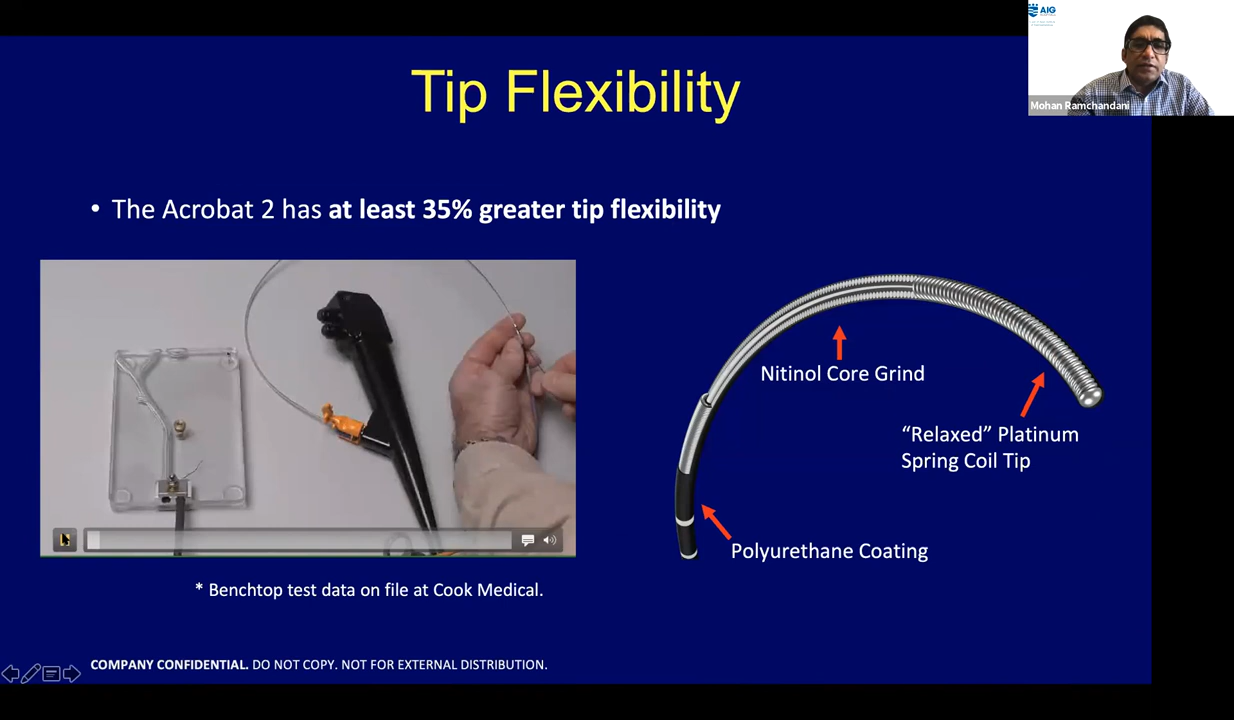 AIG
Mohan Ramchandani
Tip Flexibility
• The Acrobat 2 has at least 35% greater tip flexibility
Nitinol Core Grind
“Relaxed” Platinum
Spring Coil Tip
Polyurethane Coating
* Benchtop test data on file at Cook Medical.
COMPANY CONFIDENTIAL. DO NOT COPY. NOT FOR EXTERNAL DISTRIBUTION.